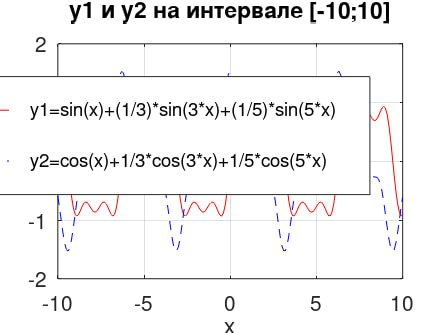 y1 и y2 на интервале [-10;10]
2
y1=sin(x)+(1/3)*sin(3*x)+(1/5)*sin(5*x)
y2=cos(x)+1/3*cos(3*x)+1/5*cos(5*x)
-1
-2
-10 -5 0 5 10
x